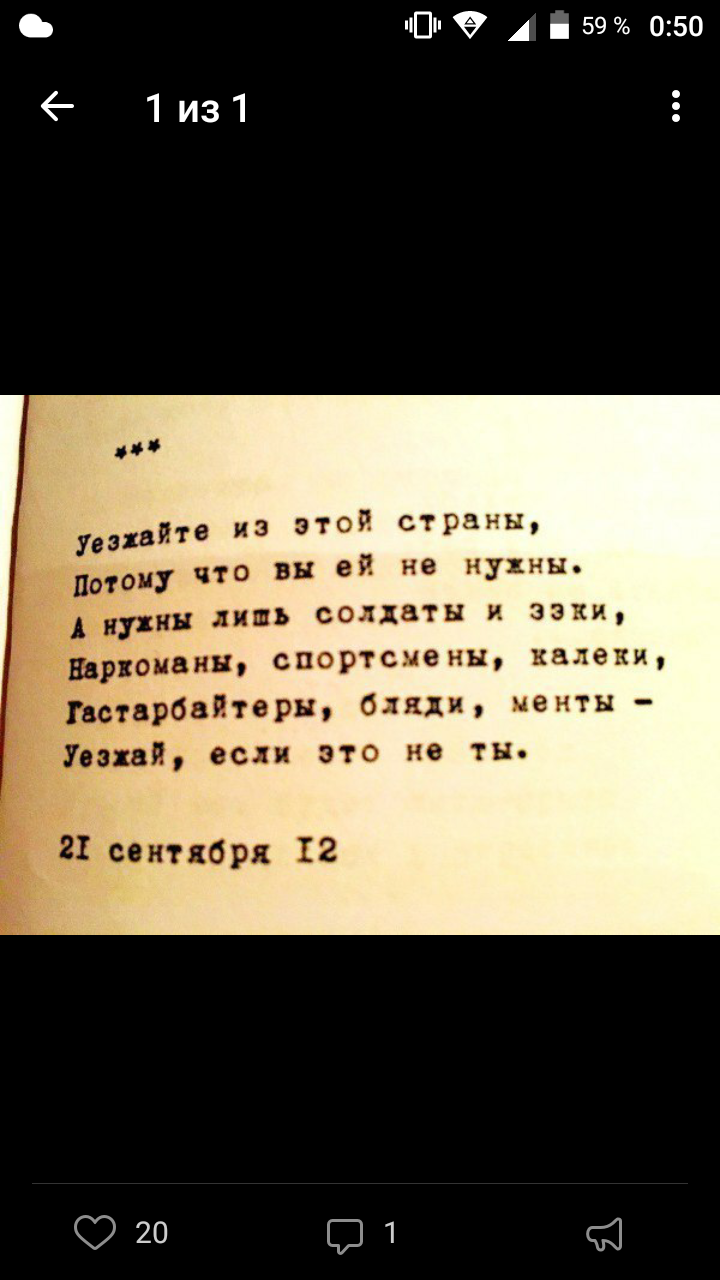 59 % 0:50
1 из 1
***
Уезжайте из этой страны,
Потому что вы ей не нужны.
А нужны лишь солдаты и зэки,
Наркоманы, спортсмены, калеки,
Гастарбайтеры, бляди, менты —
Уезжай, если это не ты.
2I сентября I2
20 1